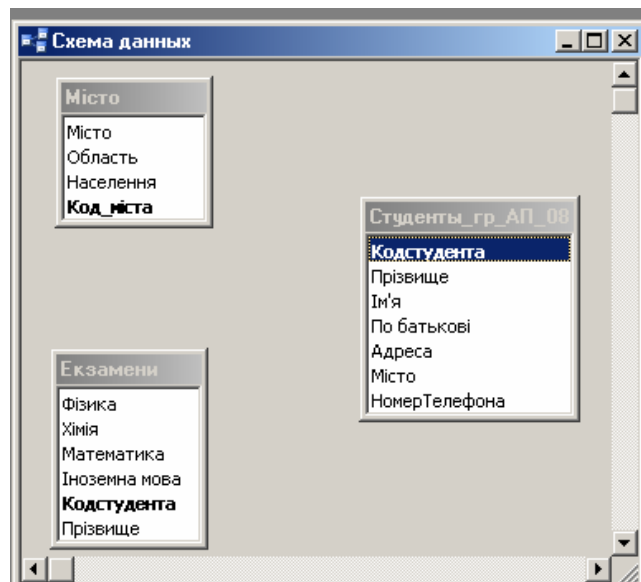 Схема данных
Місто
Місто
Область
Населення
Код_міста
Студенты_гр_АП_08
Кодстудента
Прізвище
Ім'я
По батькові
Адреса
Місто
НомерТелефона
Екзамени
Фізика
Хімія
Математика
Іноземна мова
Кодстудента
Прізвище